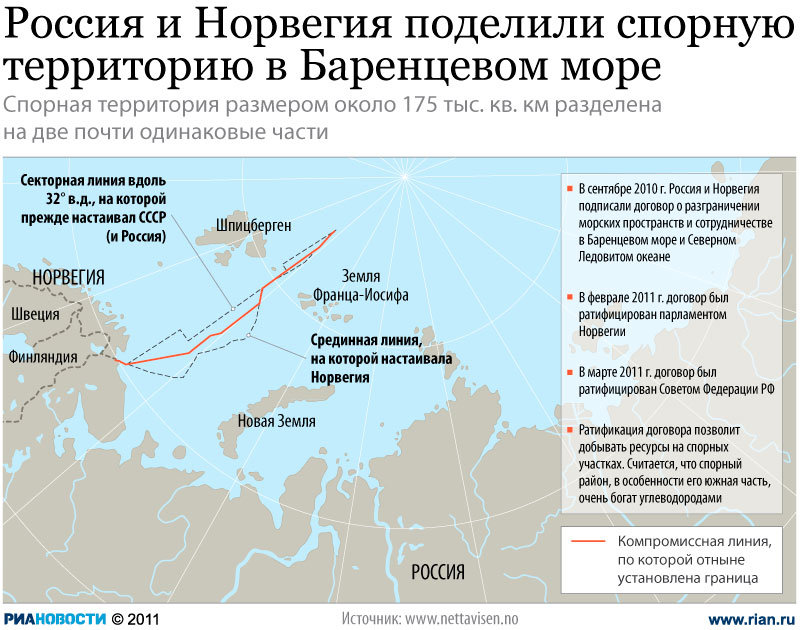 Россия и Норвегия поделили спорную
территорию в Баренцевом море
Спорная территория размером около 175 тыс. кв. км разделена
на две почти одинаковые части
Секторная линия вдоль
32° в.д., на которой
прежде настаивал СССР
(и Россия)
Шпицберген
НОРВЕГИЯ
Швеция
Финляндия
Земля
Франца-Иосифа
Срединная линия,
на которой настаивала
Норвегия
Новая Земля
РОССИЯ
В сентябре 2010 г. Россия и Норвегия
подписали договор о разграничении
морских пространств и сотрудничестве
в Баренцевом море и Северном
Ледовитом океане
В феврале 2011 г. договор был
ратифицирован парламентом
Норвегии
В марте 2011 г. договор был
ратифицирован Советом Федерации РФ
Ратификация договора позволит
добывать ресурсы на спорных
участках. Считается, что спорный
район, в особенности его южная часть,
очень богат углеводородами
Компромиссная линия,
по которой отныне
установлена граница
РИАНОВОСТИ © 2011
Источник: www.nettavisen.no
www.rian.ru